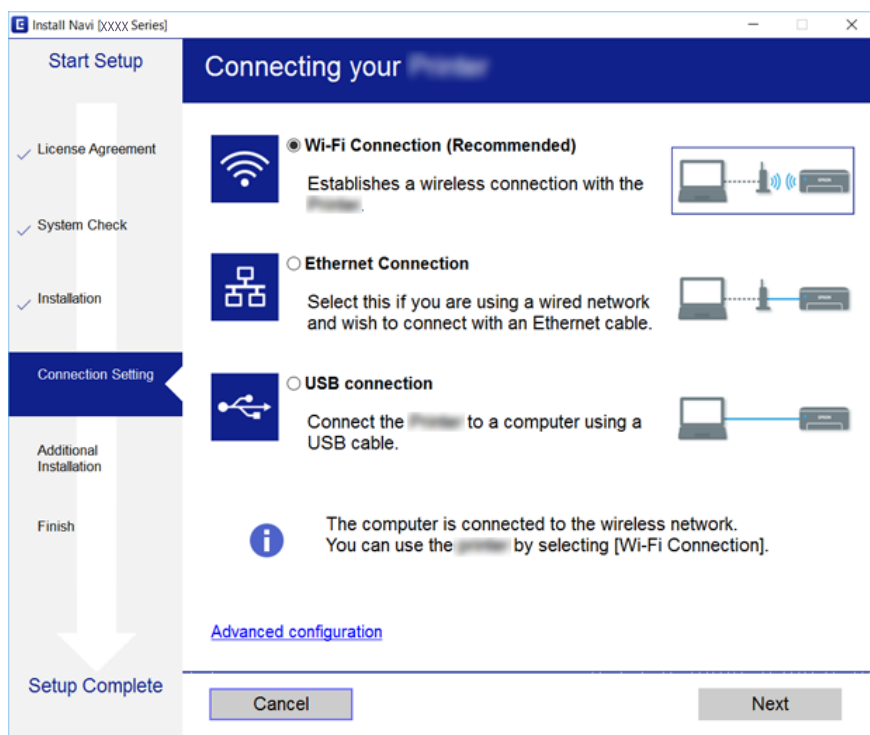 Install Navi [XXXX Series]
Start Setup
Connecting your
License Agreement
System Check
Installation
Connection Setting
Additional
Installation
Finish
Setup Complete
Wi-Fi Connection (Recommended)
Establishes a wireless connection with the
.
Ethernet Connection
Select this if you are using a wired network
and wish to connect with an Ethernet cable.
USB connection
Connect the to a computer using a
USB cable.
The computer is connected to the wireless network.
You can use the by selecting [Wi-Fi Connection].
Advanced configuration
Cancel
Next